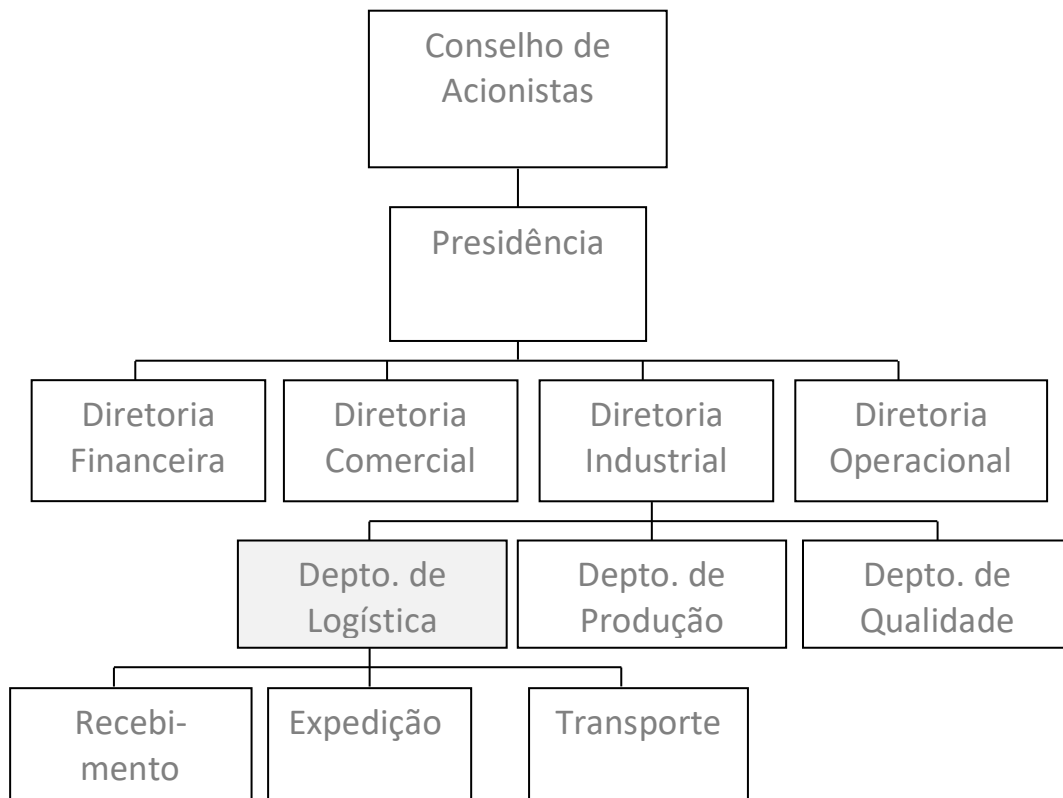 Conselho de
Acionistas
Presidência
Diretoria
Financeira
Diretoria
Comercial
Diretoria
Industrial
Diretoria
Operacional
Depto. de
Logística
Depto. de
Produção
Depto. de
Qualidade
Recebi-
mento
Expedição
Transporte